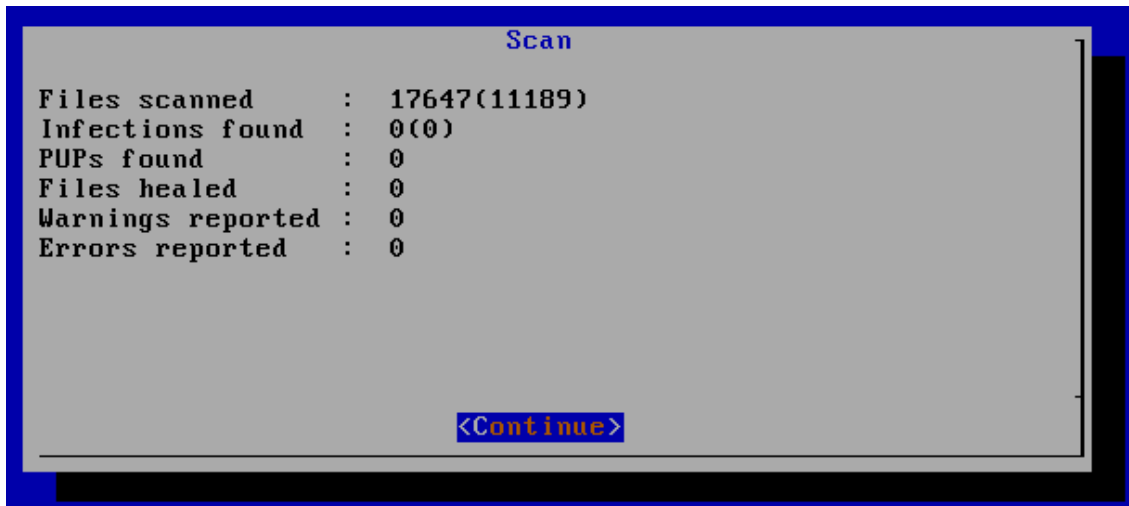 Scan
Files scanned : 17647(11189)
Infections found : 0(0)
PUPs found : 0
Files healed : 0
Warnings reported : 0
Errors reported : 0
<Continue>